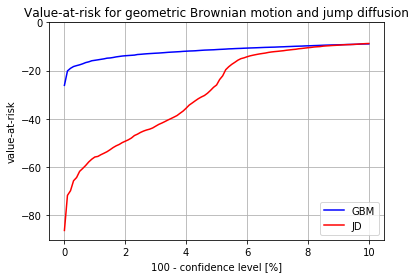 Value-at-risk for geometric Brownian motion and jump diffusion
0
−20
−40
−60
−80
value-at-risk
GBM
JD
0 2 4 6 8 10
100 - confidence level [%]